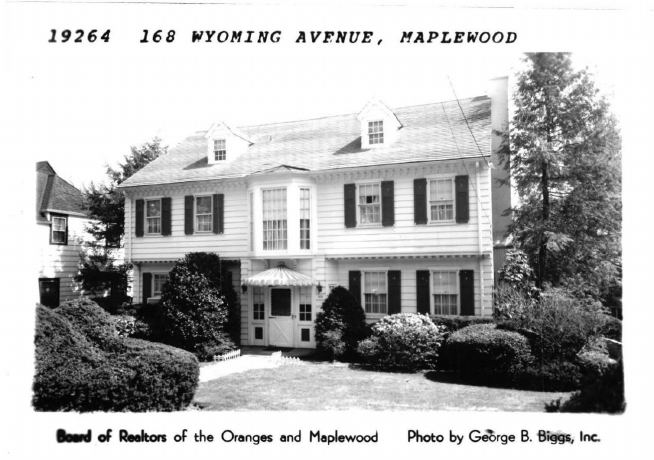 19264 168 WYOMING AVENUE, MAPLEWOOD
Board of Realtors of the Oranges and Maplewood Photo by George B. Biggs, Inc.